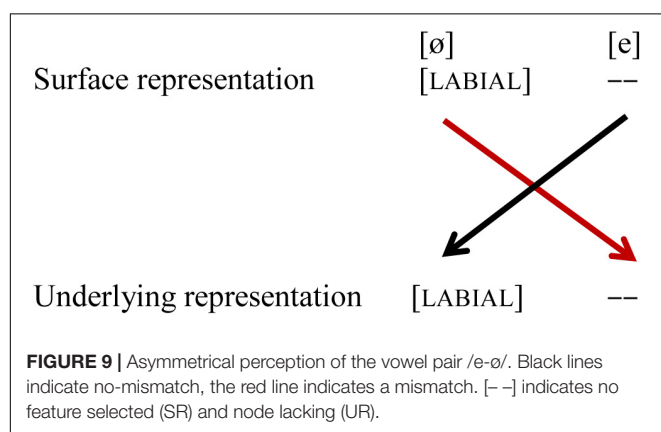 [ø] [e]
Surface representation [LABIAL] --
Underlying representation [LABIAL] --
FIGURE 9 | Asymmetrical perception of the vowel pair /e-ø/. Black lines
indicate no-mismatch, the red line indicates a mismatch. [– –] indicates no
feature selected (SR) and node lacking (UR).